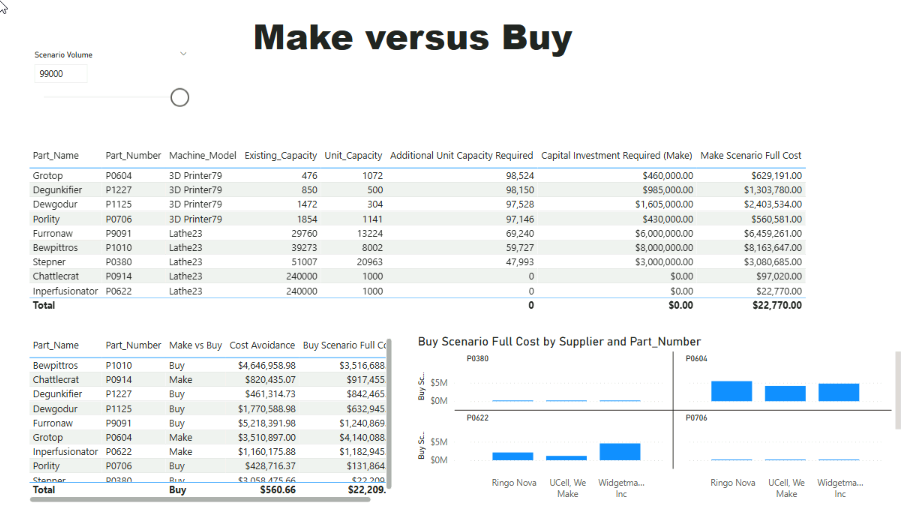 Make versus Buy
Scenario Volume
99000
Part_Name Part_Number Machine_Model Existing_Capacity Unit_Capacity Additional Unit Capacity Required Capital Investment Required (Make) Make Scenario Full Cost
Grotop P0604 3D Printer79 476 1072 98,524 $460,000.00 $629,191.00
Degunkifier P1227 3D Printer79 850 500 98,150 $985,000.00 $1,303,780.00
Dewgodur P1125 3D Printer79 1472 304 97,528 $1,605,000.00 $2,403,534.00
Porlity P0706 3D Printer79 1854 1141 97,146 $430,000.00 $560,581.00
Furronaw P9091 Lathe23 29760 13224 69,240 $6,000,000.00 $6,459,261.00
Bewpittros P1010 Lathe23 39273 8002 59,727 $8,000,000.00 $8,163,647.00
Stepner P0380 Lathe23 51007 20963 47,993 $3,000,000.00 $3,080,685.00
Chattlecrat P0914 Lathe23 240000 1000 0 $0.00 $97,020.00
Inperfusionator P0622 Lathe23 240000 1000 0 $0.00 $22,770.00
Total 0 $0.00 $22,770.00
Part_Name Part_Number Make vs Buy Cost Avoidance Buy Scenario Full Co
Bewpittros P1010 Buy $4,646,958.98 $3,516,688
Chattlecrat P0914 Make $820,435.07 $917,455
Degunkifier P1227 Buy $461,314.73 $842,465
Dewgodur P1125 Buy $1,770,588.98 $632,945
Furronaw P9091 Buy $5,218,391.98 $1,240,869
Grotop P0604 Make $3,510,897.00 $4,140,088
Inperfusionator P0622 Make $1,160,175.88 $1,182,945
Porlity P0706 Buy $428,716.37 $131,864
Stepner P0380 Buy $3,058,475.66 $22,209
Total Buy $560.66 $22,209.
Buy Scenario Full Cost by Supplier and Part_Number
P0380 P0604
Buy Sc..
$5M
$0M
P0622 P0706
Buy Sc..
$5M
$0M
Ringo Nova UCell, We Make Widgetma... Inc Ringo Nova UCell, We Make Widgetma... Inc